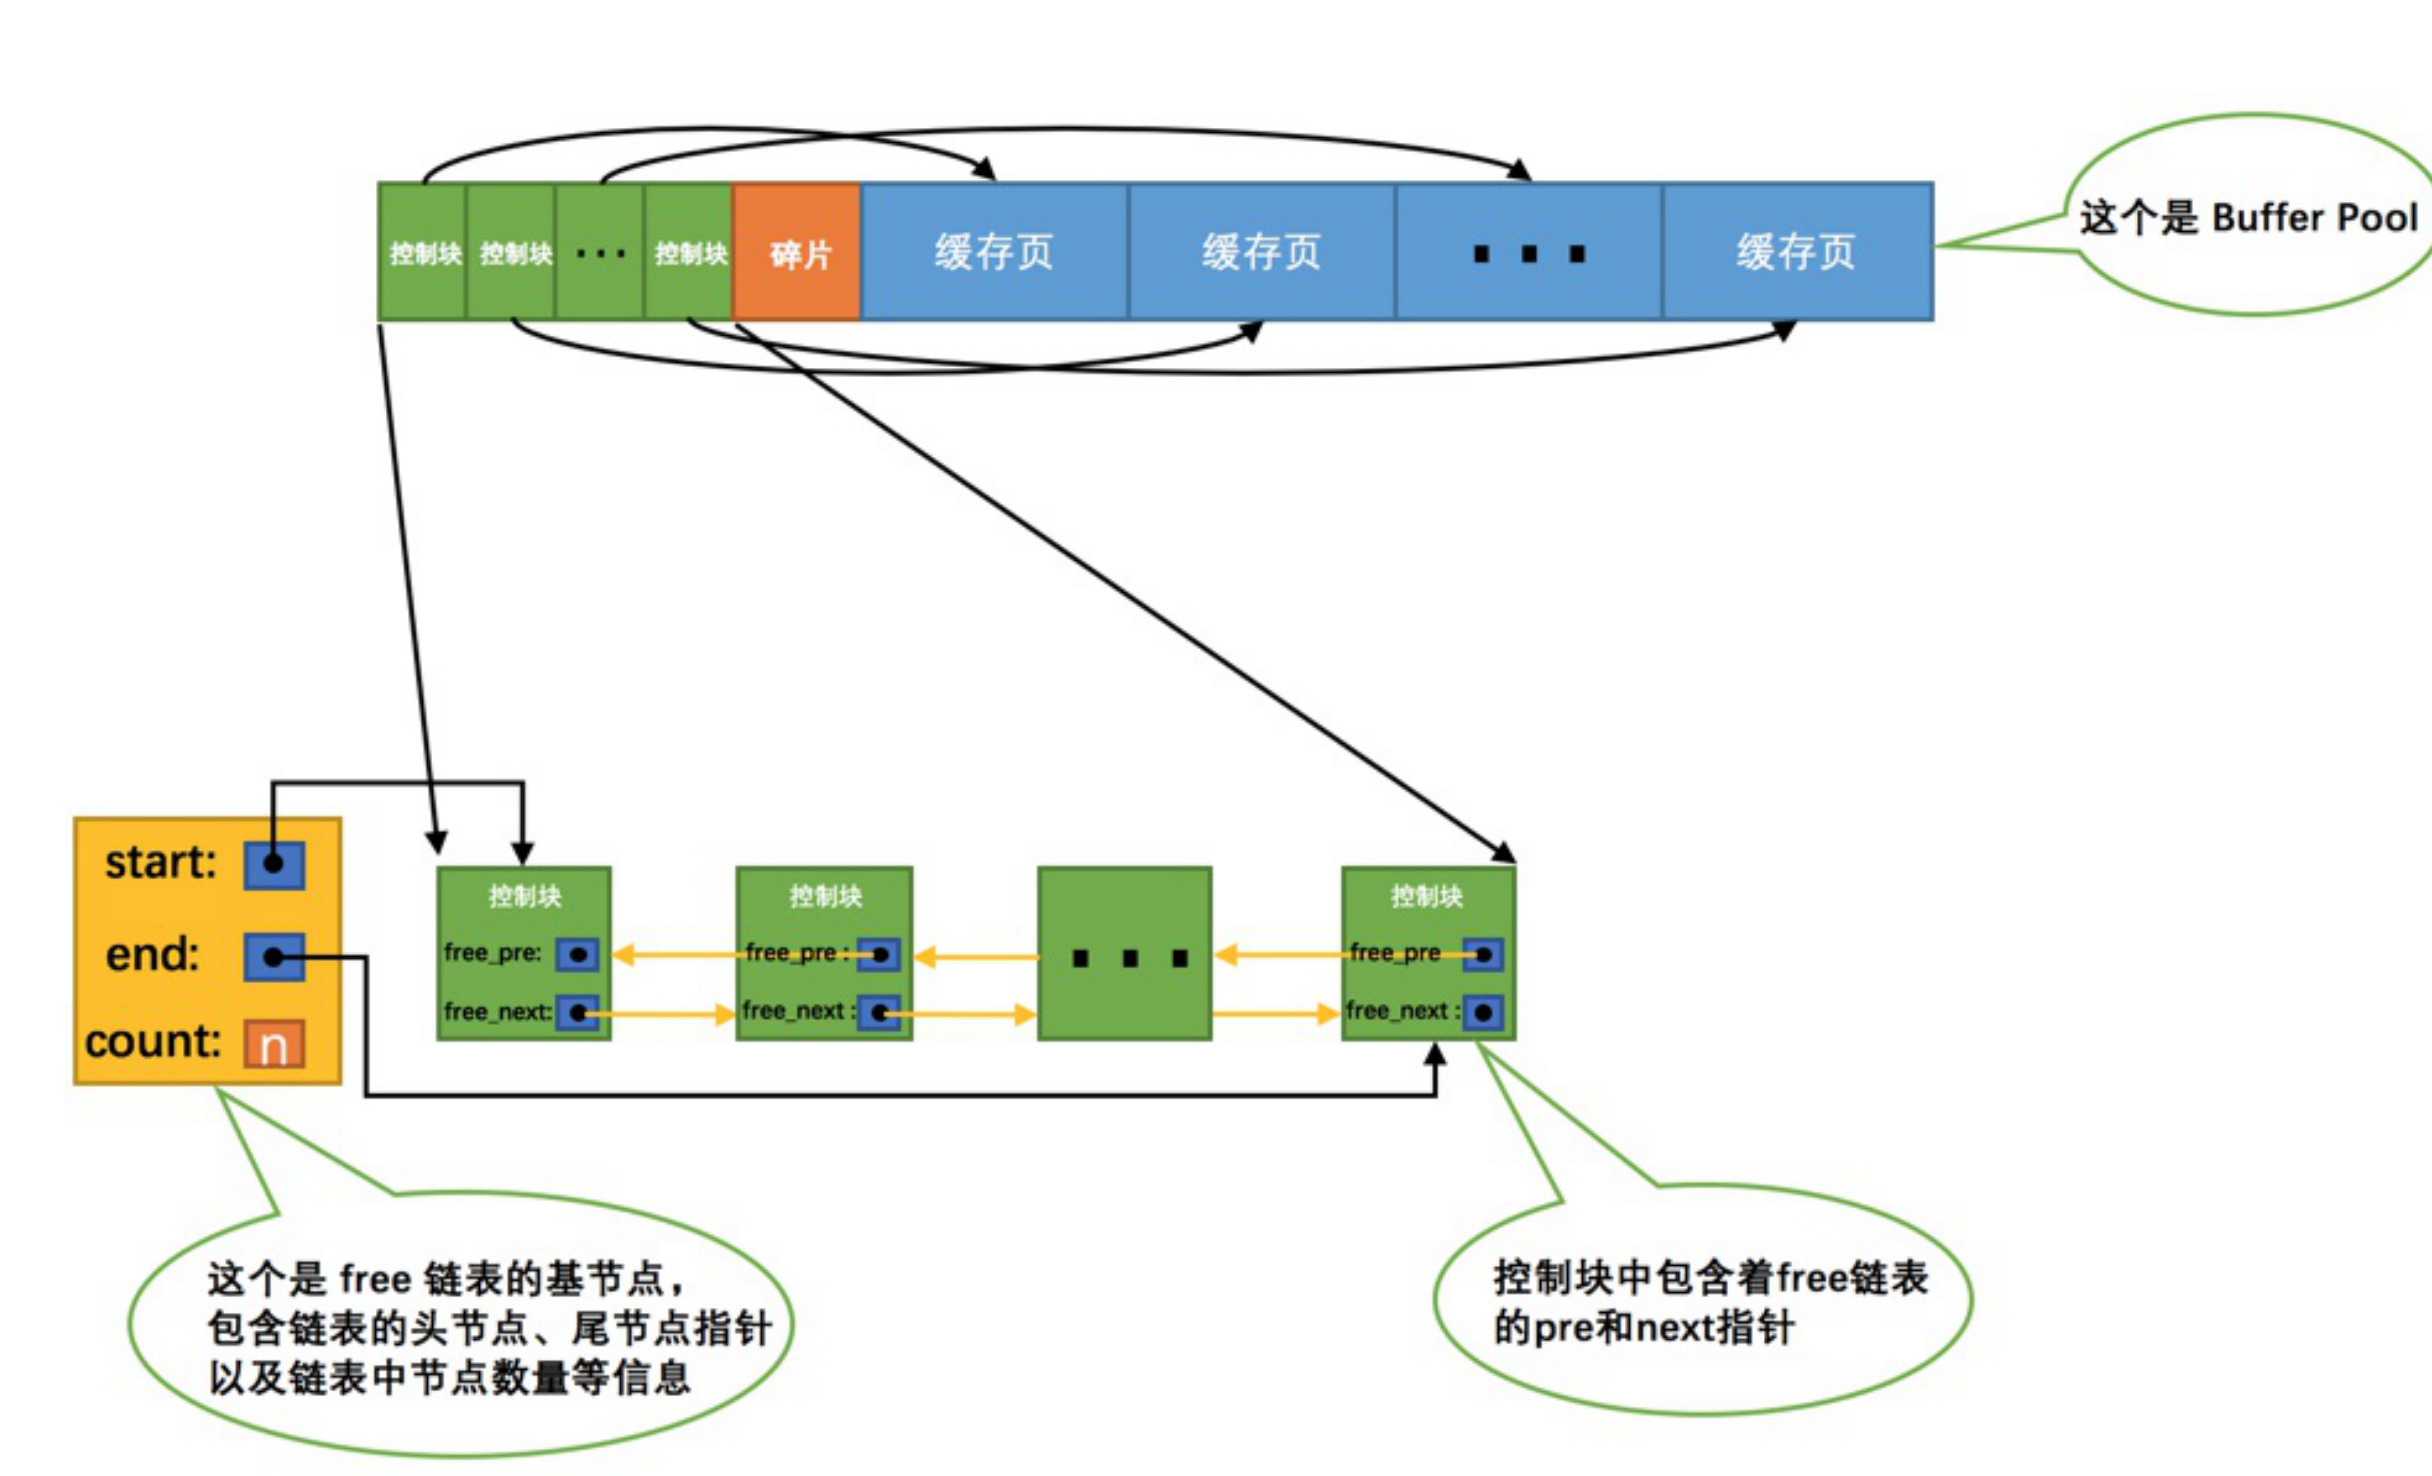 控制块 控制块 ··· 控制块 碎片 缓存页 缓存页 ··· 缓存页
这个是 Buffer Pool
start:
end:
count: n
控制块
free_pre:
free_next:
控制块
free_pre :
free_next :
···
控制块
free_pre
free_next :
这个是 free 链表的基节点，
包含链表的头节点、尾节点指针
以及链表中节点数量等信息
控制块中包含着free链表
的pre和next指针